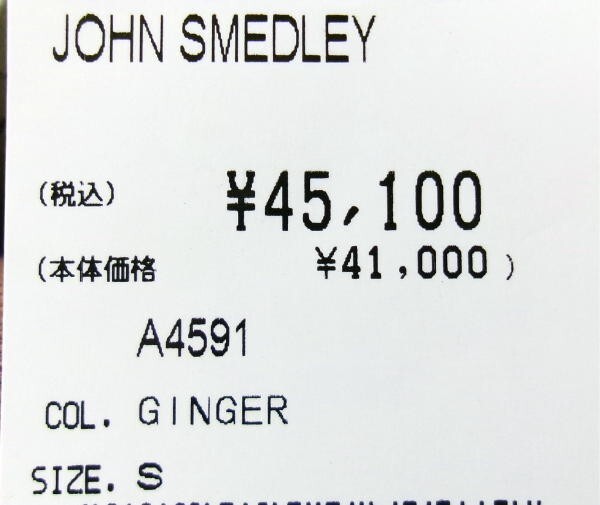 JOHN SMEDLEY
(税込) ¥45,100
(本体価格 ¥41,000)
A4591
COL. GINGER
SIZE. S